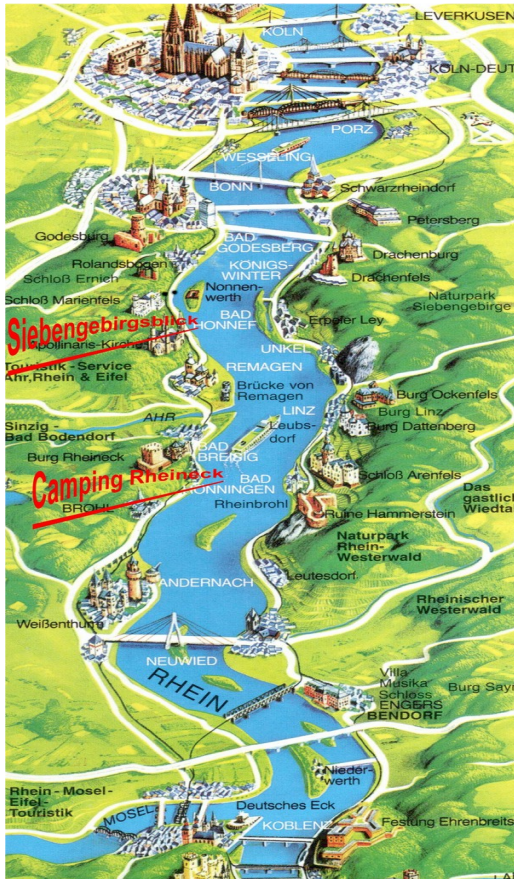 LEVERKUSEN
KÖLN
KÖLN-DEUT
PORZ
WESSELING
BONN
Schwarzrheindorf
Petersberg
Godesburg
BAD
GODESBERG
Drachenburg
Rolandsbogen
KÖNIGS-
WINTER
Drachenfels
Schloß Ernich
Nonnen-
werth
Naturpark
Siebengebirge
Schloß Marienfels
BAD
HONNEF
Erpeler Ley
Siebengebirgsblick
Apollinaris-Kirche
UNKEL
Touristik-Service
Ahr, Rhein & Eifel
REMAGEN
Brücke von
Remagen
Burg Ockenfels
AHR
LINZ
Burg Linz
Sinzig -
Bad Bodendorf
Leubs-
dorf
Burg Dattenberg
Burg Rheineck
BAD
BREISIG
Schloß Arenfels
Camping Rheineck
BAD
HÖNNINGEN
Das
gastlich
Wiedta
BROHL
Rheinbrohl
Ruine Hammerstein
Naturpark
Rhein-
Westerwald
ANDERNACH
Leutesdorf
Rheinischer
Westerwald
Weißenthurm
NEUWIED
RHEIN
Villa
Musika
Schloss
ENGERS
BENDORF
Burg Sayn
Nieder-
werth
Rhein-Mosel-
Eifel-
Touristik
MOSEL
Deutsches Eck
KOBLENZ
Festung Ehrenbreits